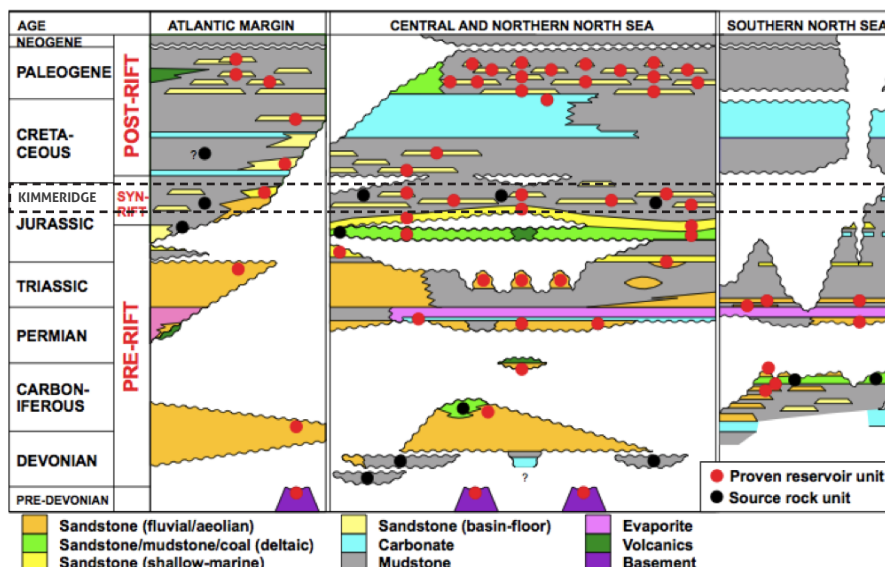 AGE
ATLANTIC MARGIN
CENTRAL AND NORTHERN NORTH SEA
SOUTHERN NORTH SEA
NEOGENE
PALEOGENE
CRETA-
CEOUS
KIMMERIDGE
JURASSIC
TRIASSIC
PERMIAN
CARBON-
IFEROUS
DEVONIAN
PRE-DEVONIAN
POST-RIFT
SYN-
RIFT
PRE-RIFT
?
?
Proven reservoir unit
Source rock unit
Sandstone (fluvial/aeolian)
Sandstone (basin-floor)
Evaporite
Sandstone/mudstone/coal (deltaic)
Carbonate
Volcanics
Sandstone (shallow-marine)
Mudstone
Basement